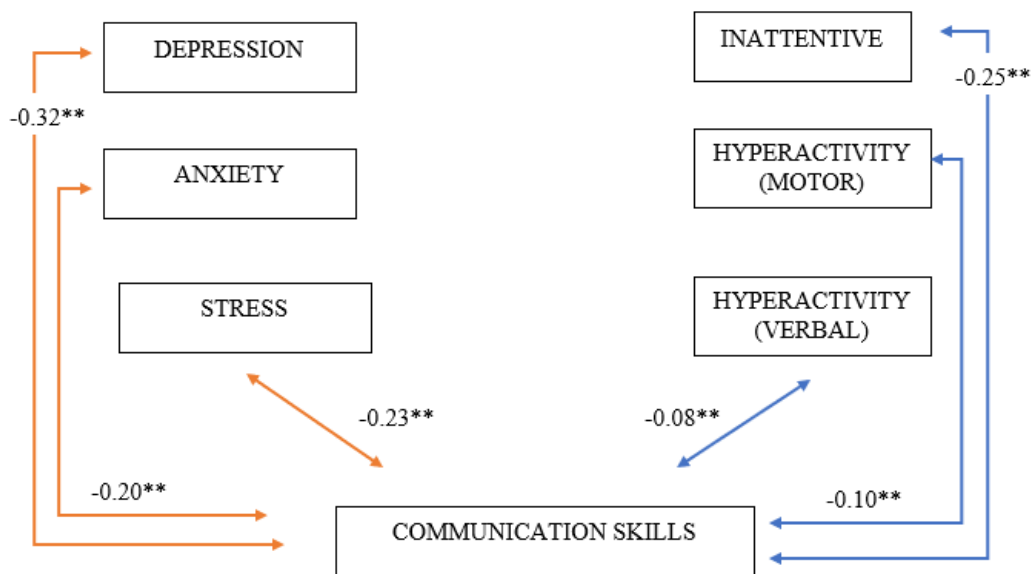 DEPRESSION
INATTENTIVE
-0.25**
-0.32**
ANXIETY
HYPERACTIVITY
(MOTOR)
STRESS
HYPERACTIVITY
(VERBAL)
-0.23**
-0.08**
-0.20**
-0.10**
COMMUNICATION SKILLS